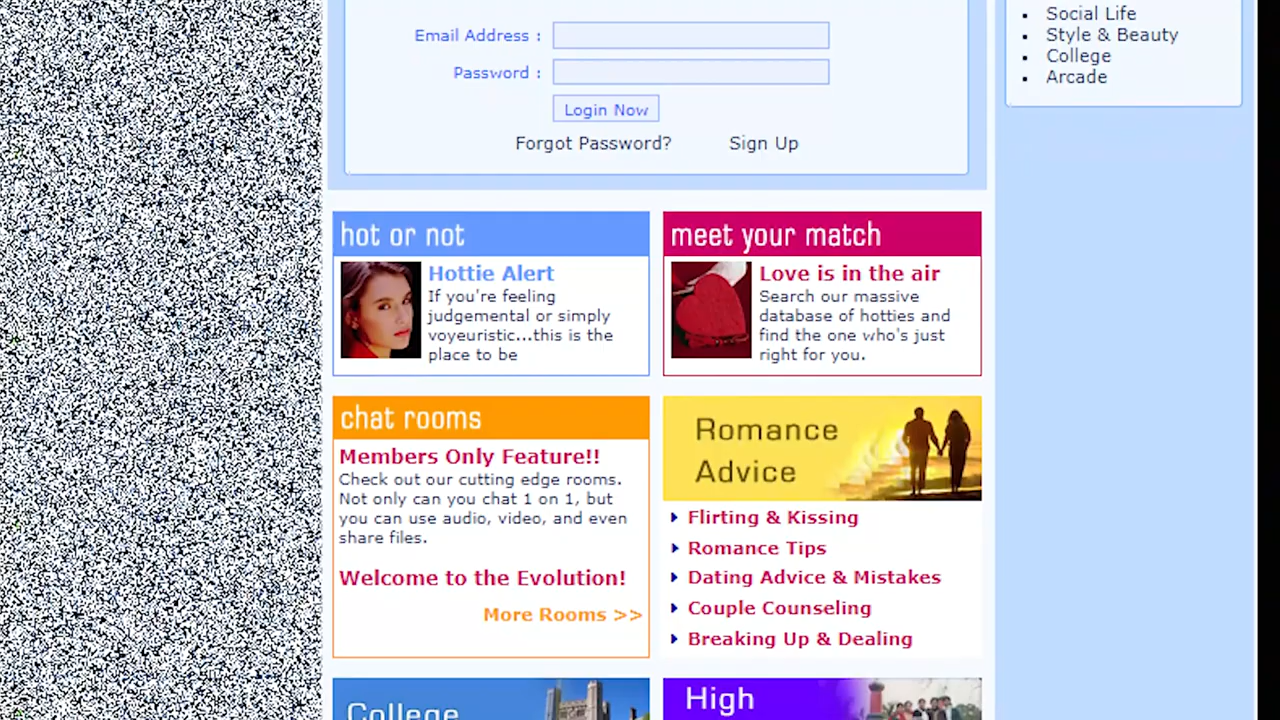 Email Address :
Password :
Login Now
Forgot Password? Sign Up
Social Life
Style & Beauty
College
Arcade
hot or not
Hottie Alert
If you're feeling
judgemental or simply
voyeuristic...this is the
place to be
meet your match
Love is in the air
Search our massive
database of hotties and
find the one who's just
right for you.
chat rooms
Members Only Feature!!
Check out our cutting edge rooms.
Not only can you chat 1 on 1, but
you can use audio, video, and even
share files.
Welcome to the Evolution!
More Rooms >>
Romance
Advice
Flirting & Kissing
Romance Tips
Dating Advice & Mistakes
Couple Counseling
Breaking Up & Dealing
College
High